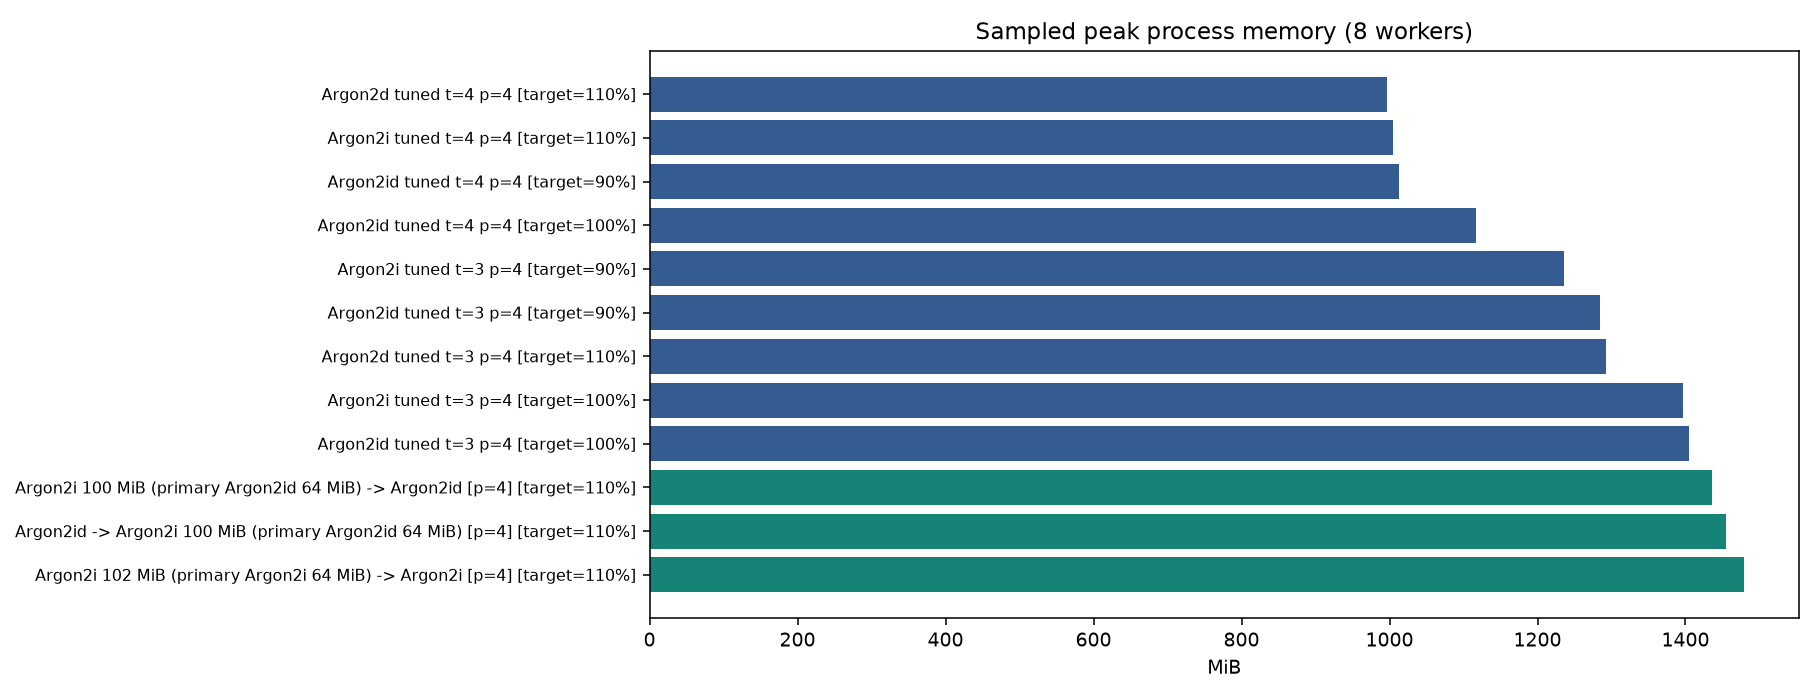 Sampled peak process memory (8 workers)
Argon2d tuned t=4 p=4 [target=110%]
Argon2i tuned t=4 p=4 [target=110%]
Argon2id tuned t=4 p=4 [target=90%]
Argon2id tuned t=4 p=4 [target=100%]
Argon2i tuned t=3 p=4 [target=90%]
Argon2id tuned t=3 p=4 [target=90%]
Argon2d tuned t=3 p=4 [target=110%]
Argon2i tuned t=3 p=4 [target=100%]
Argon2id tuned t=3 p=4 [target=100%]
Argon2i 100 MiB (primary Argon2id 64 MiB) -> Argon2id [p=4] [target=110%]
Argon2id -> Argon2i 100 MiB (primary Argon2id 64 MiB) [p=4] [target=110%]
Argon2i 102 MiB (primary Argon2i 64 MiB) -> Argon2i [p=4] [target=110%]
0 200 400 600 800 1000 1200 1400
MiB